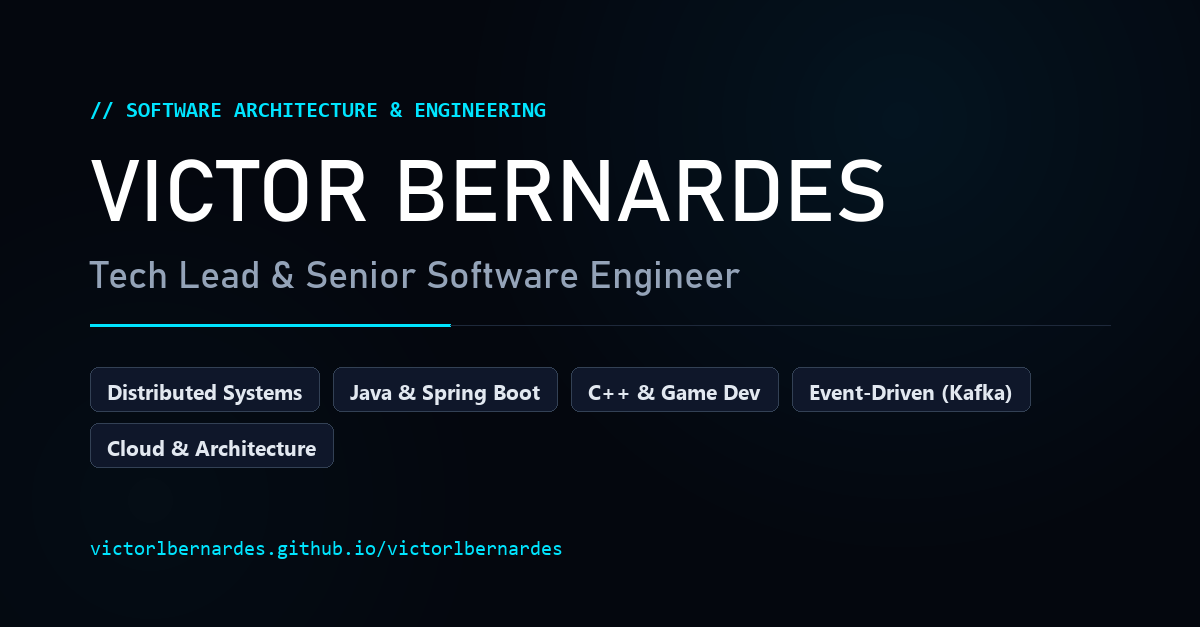 // SOFTWARE ARCHITECTURE & ENGINEERING
VICTOR BERNARDES
Tech Lead & Senior Software Engineer
Distributed Systems Java & Spring Boot C++ & Game Dev Event-Driven (Kafka)
Cloud & Architecture
victorlbernardes.github.io/victorlbernardes